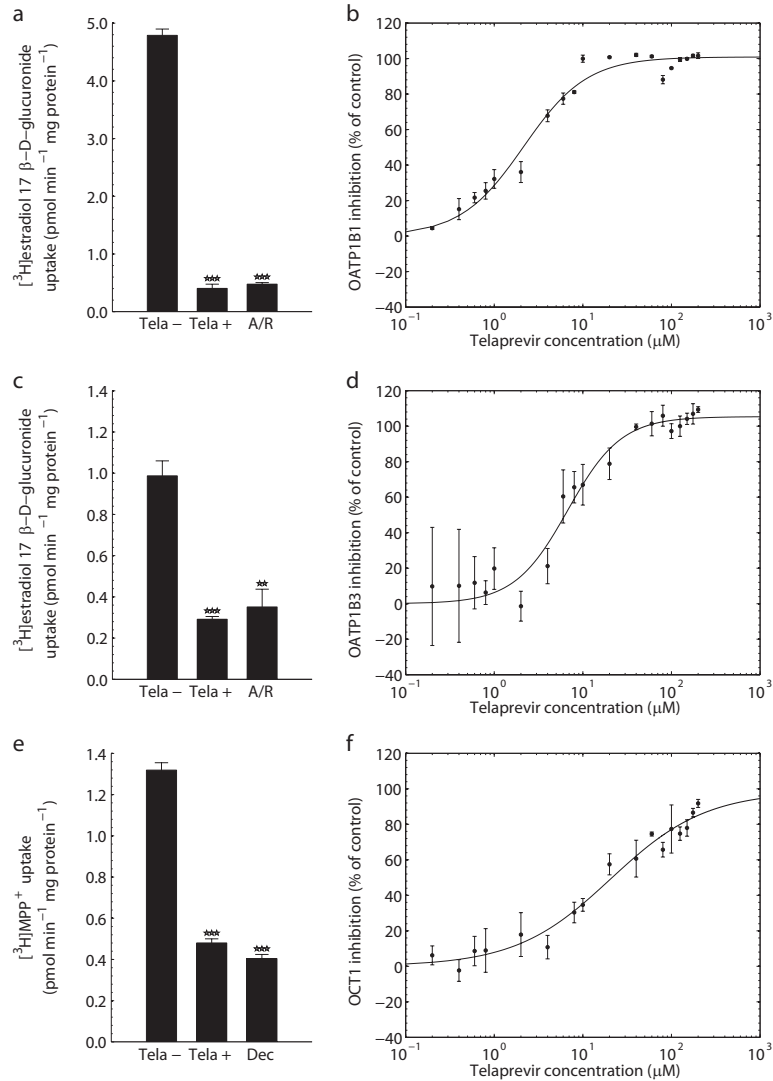 a
[³H]estradiol 17 β–D–glucuronide
uptake (pmol min⁻¹ mg protein⁻¹)
5.0
4.0
3.0
2.0
1.0
0.0
***
***
Tela –
Tela +
A/R
b
OATP1B1 inhibition (% of control)
120
100
80
60
40
20
0
−20
−40
10⁻¹
10⁰
10¹
10²
10³
Telaprevir concentration (μM)
c
[³H]estradiol 17 β–D–glucuronide
uptake (pmol min⁻¹ mg protein⁻¹)
1.4
1.2
1.0
0.8
0.6
0.4
0.2
0.0
***
**
Tela –
Tela +
A/R
d
OATP1B3 inhibition (% of control)
120
100
80
60
40
20
0
−20
−40
10⁻¹
10⁰
10¹
10²
10³
Telaprevir concentration (μM)
e
[³H]MPP⁺ uptake
(pmol min⁻¹ mg protein⁻¹)
1.4
1.2
1.0
0.8
0.6
0.4
0.2
0.0
***
***
Tela –
Tela +
Dec
f
OCT1 inhibition (% of control)
120
100
80
60
40
20
0
−20
−40
10⁻¹
10⁰
10¹
10²
10³
Telaprevir concentration (μM)